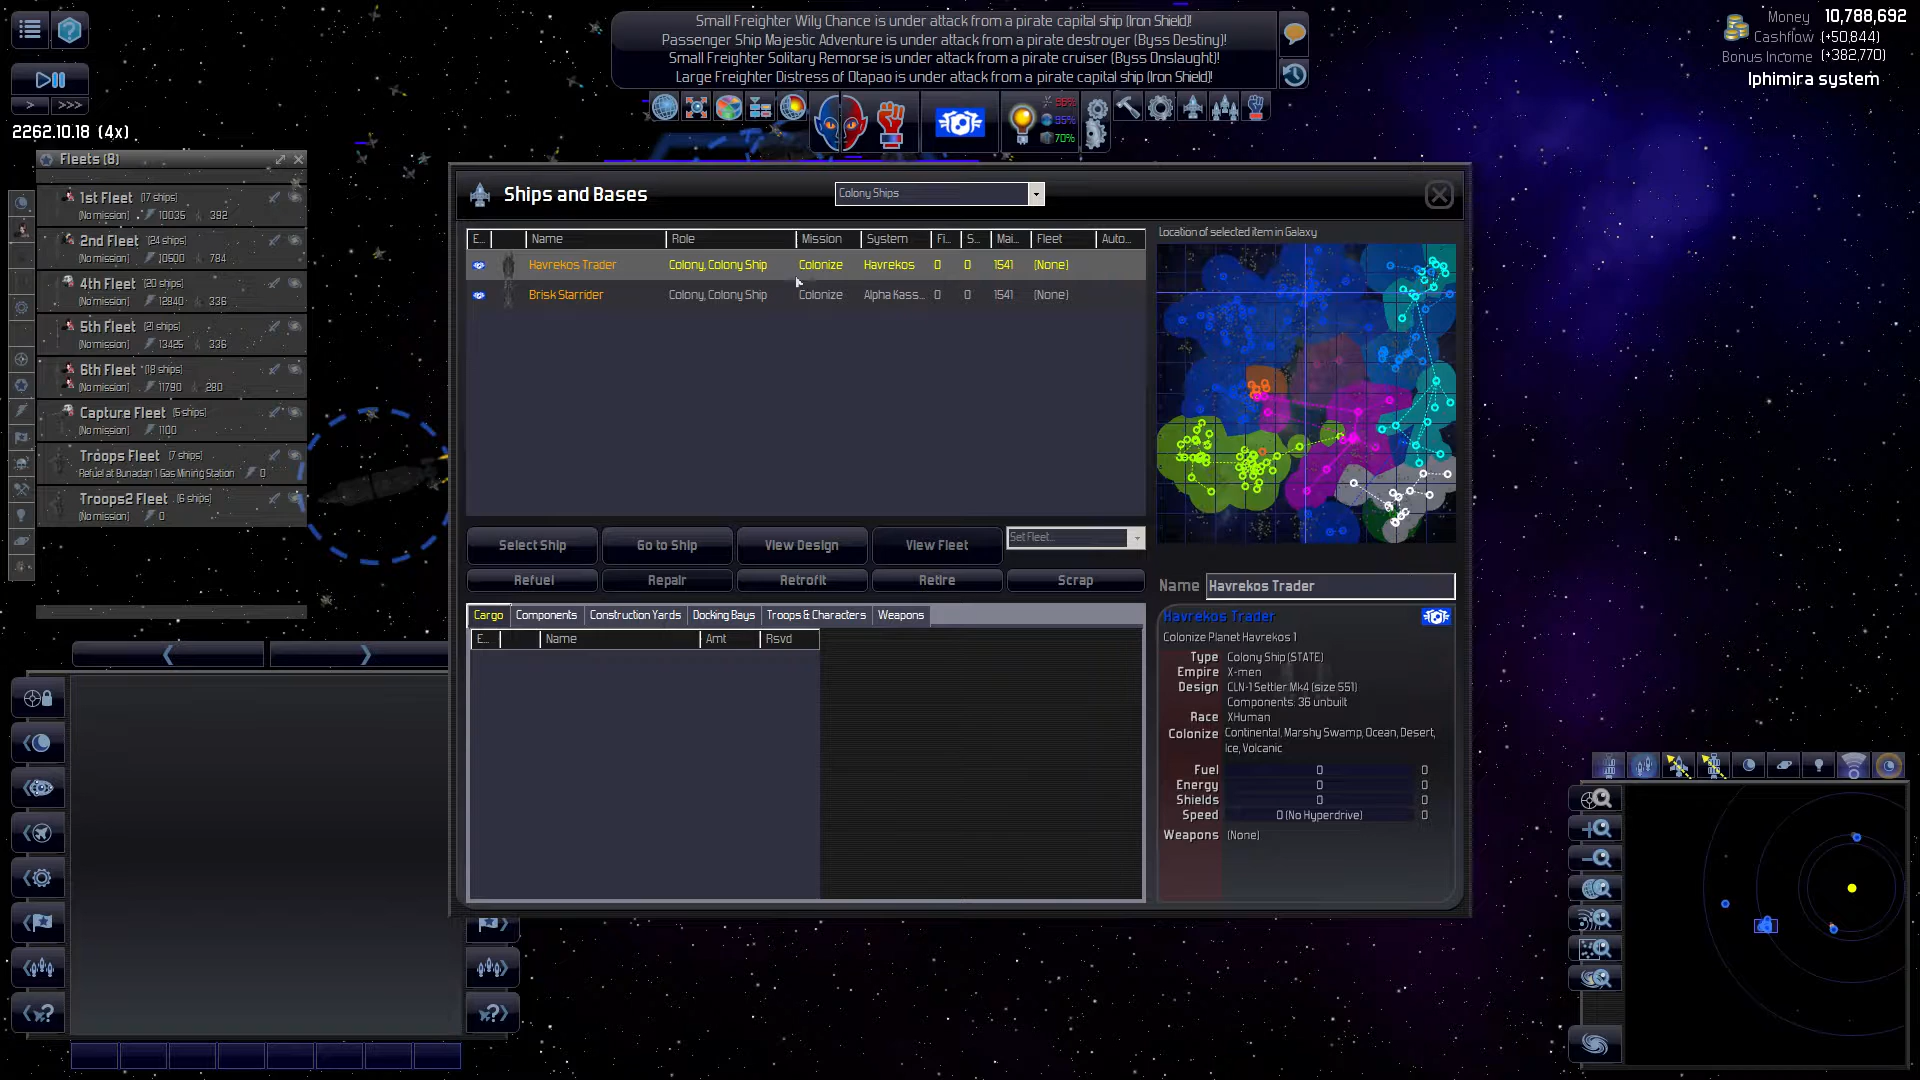 Small Freighter Wily Chance is under attack from a pirate capital ship (Iron Shield)!
Passenger Ship Majestic Adventure is under attack from a pirate destroyer (Byss Destiny)!
Small Freighter Solitary Remorse is under attack from a pirate cruiser (Byss Onslaught)!
Large Freighter Distress of Otapao is under attack from a pirate capital ship (Iron Shield)!
Money 10,788,692
Cashflow (+50,844)
Bonus Income (+382,770)
Iphimira system
> >>>
2262.10.18 (4x)
95%
70%
Fleets (8)
1st Fleet (17 ships)
(No mission) 10035 392
2nd Fleet (24 ships)
(No mission) 10500 784
4th Fleet (20 ships)
(No mission) 12840 336
5th Fleet (21 ships)
(No mission) 13425 336
6th Fleet (18 ships)
(No mission) 11790 280
Capture Fleet (5 ships)
(No mission) 1100
Troops Fleet (7 ships)
Refuel at Bunadan 1 Gas Mining Station 0
Troops2 Fleet (6 ships)
(No mission) 0
Ships and Bases
Colony Ships
E... Name Role Mission System Fi... S... Mai... Fleet Auto...
Havrekos Trader Colony, Colony Ship Colonize Havrekos 0 0 1541 (None)
Brisk Starrider Colony, Colony Ship Colonize Alpha Kass... 0 0 1541 (None)
Location of selected item in Galaxy
Select Ship Go to Ship View Design View Fleet Set Fleet...
Refuel Repair Retrofit Retire Scrap
Name Havrekos Trader
Cargo Components Construction Yards Docking Bays Troops & Characters Weapons
E... Name Amt Rsvd
Havrekos Trader
Colonize Planet Havrekos 1
Type Colony Ship (STATE)
Empire X-men
Design CLN-1 Settler Mk4 (size 551)
Components: 36 unbuilt
Race XHuman
Colonize Continental, Marshy Swamp, Ocean, Desert,
Ice, Volcanic
Fuel 0 0
Energy 0 0
Shields 0 0
Speed 0 (No Hyperdrive) 0
Weapons (None)